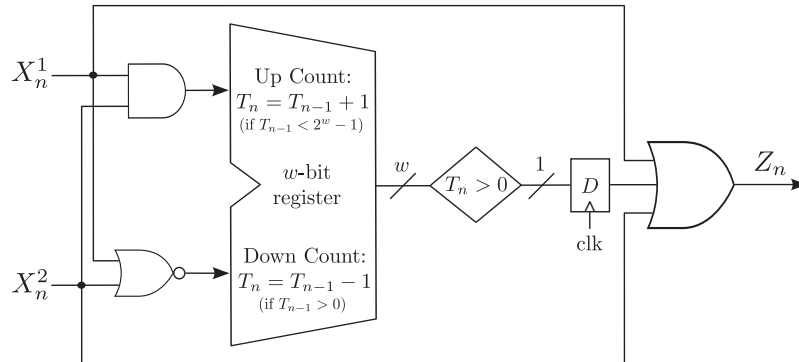 X_n^1
Up Count:
T_n = T_{n-1} + 1
(if T_{n-1} < 2^w - 1)
w-bit
register
w
T_n > 0
1
D
clk
Z_n
X_n^2
Down Count:
T_n = T_{n-1} - 1
(if T_{n-1} > 0)